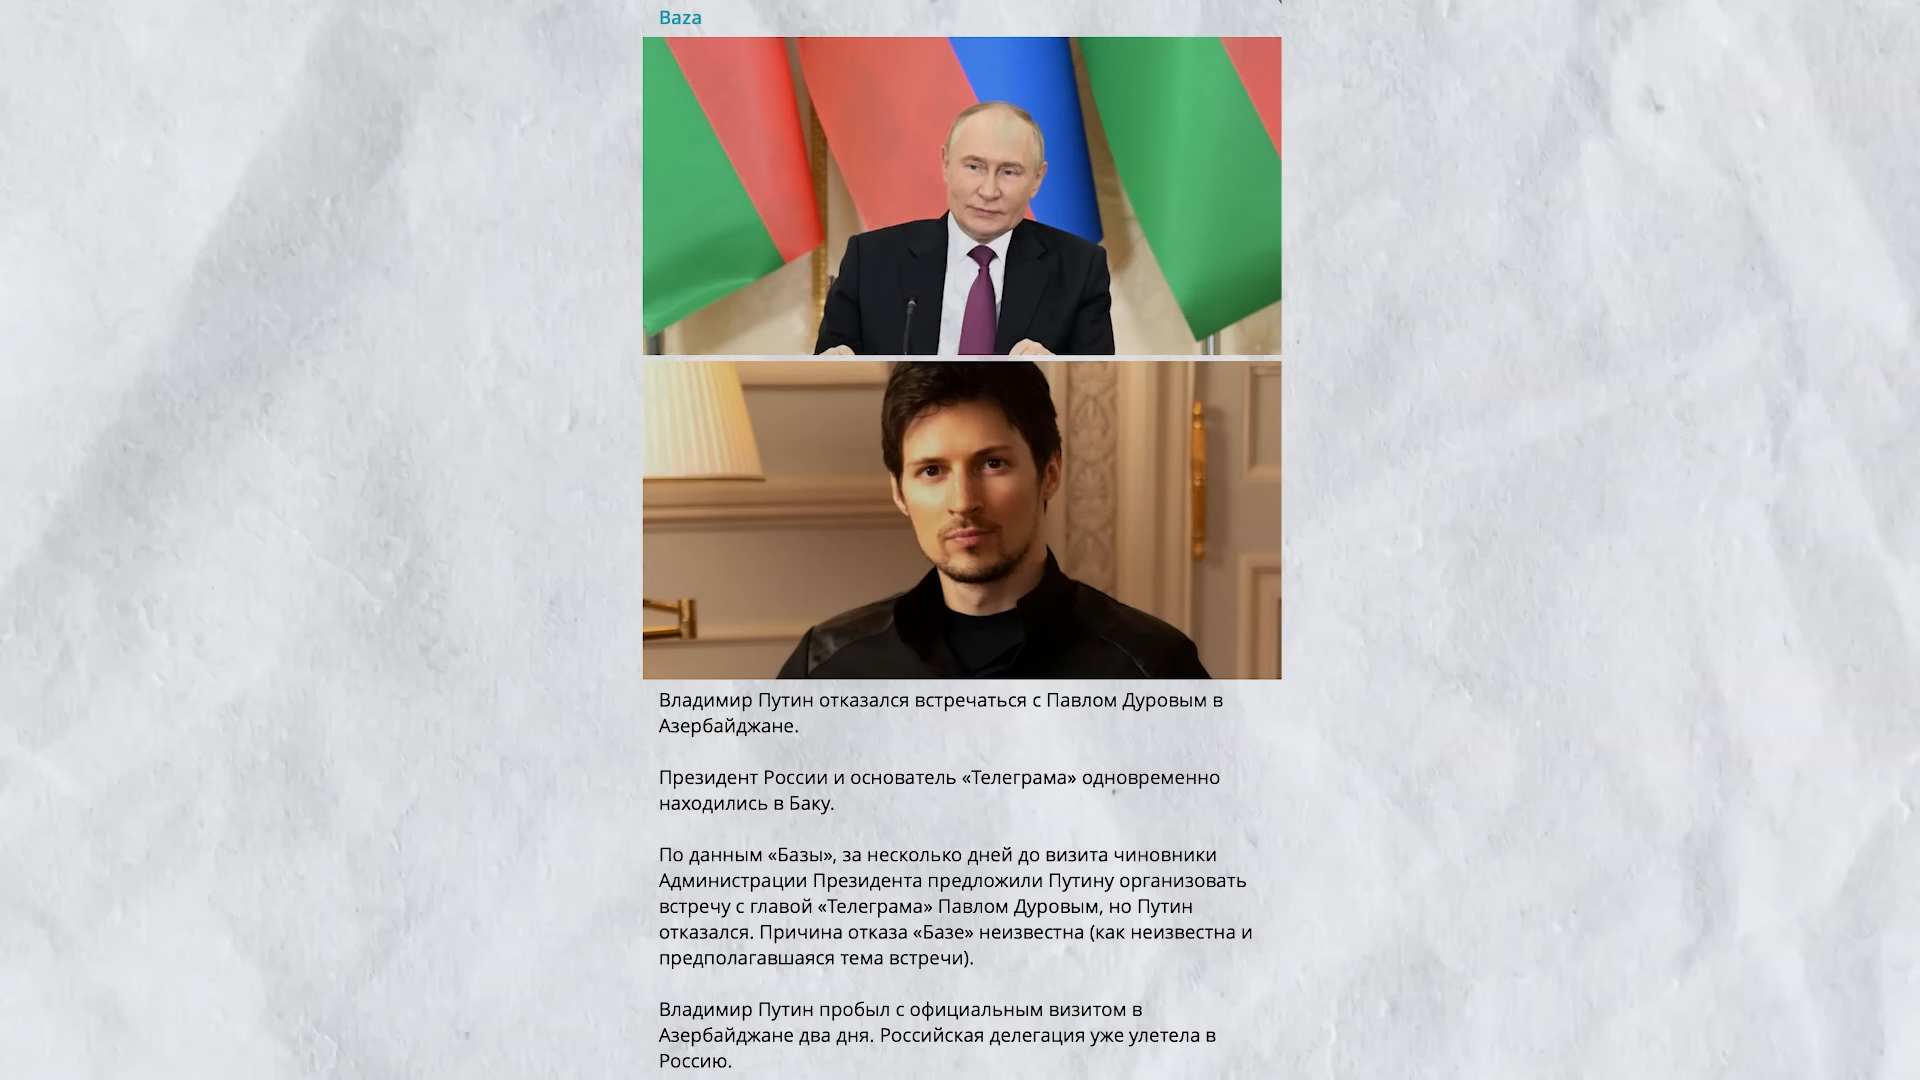 Baza
Владимир Путин отказался встречаться с Павлом Дуровым в
Азербайджане.
Президент России и основатель «Телеграма» одновременно
находились в Баку.
По данным «Базы», за несколько дней до визита чиновники
Администрации Президента предложили Путину организовать
встречу с главой «Телеграма» Павлом Дуровым, но Путин
отказался. Причина отказа «Базе» неизвестна (как неизвестна и
предполагавшаяся тема встречи).
Владимир Путин пробыл с официальным визитом в
Азербайджане два дня. Российская делегация уже улетела в
Россию.